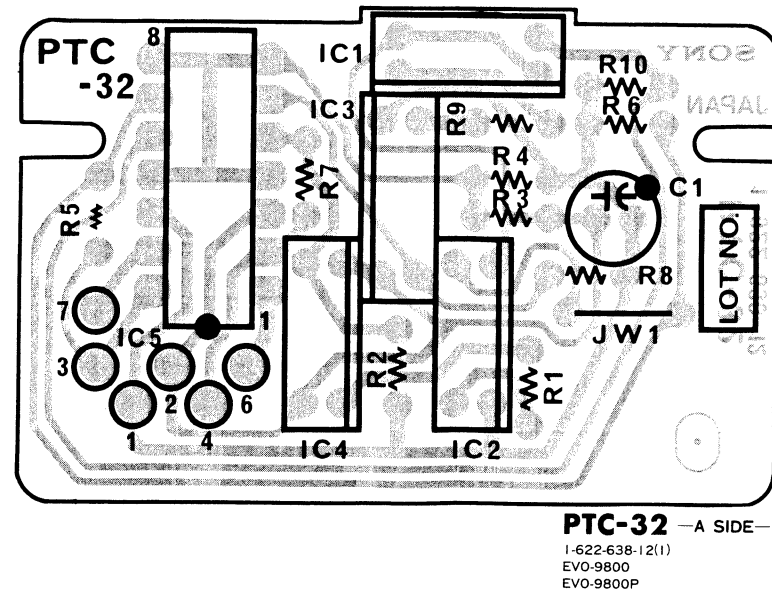 PTC
-32
8
IC1
SONY
R10
JAPAN
IC3
R9
R6
R4
R7
C1
R3
R5
LOT NO.
R8
7
IC5
1
JW1
3
R2
R1
2
6
1
4
IC4
IC2
PTC-32 —A SIDE—
1-622-638-12(1)
EVO-9800
EVO-9800P